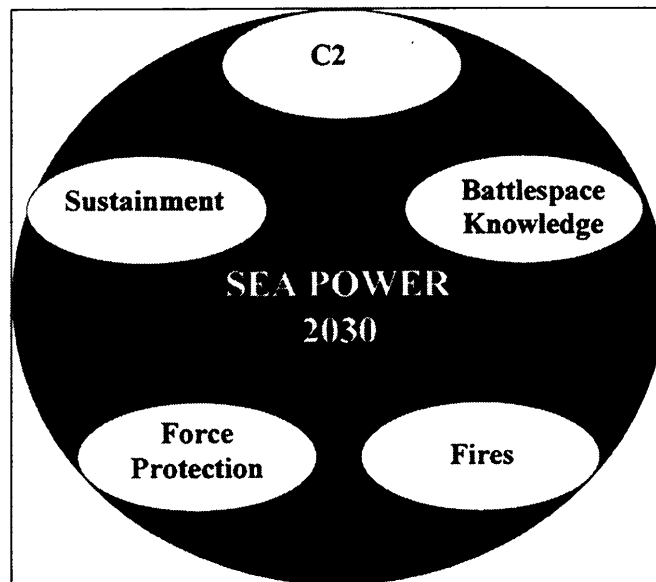 C2
Sustainment
Battlespace
Knowledge
SEA POWER
2030
Force
Protection
Fires